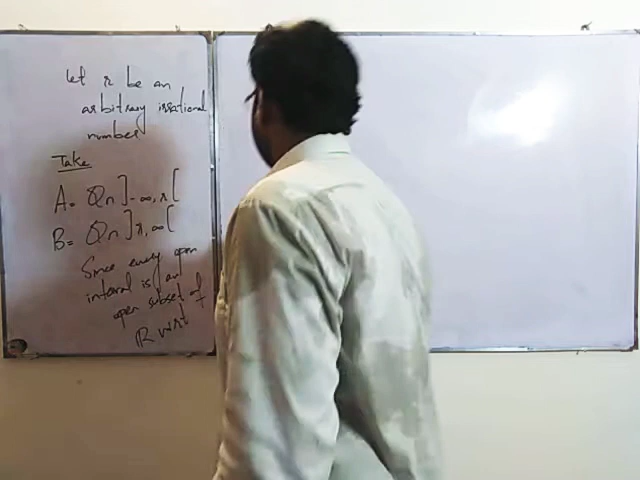 Let r be an
arbitrary irrational
number
Take
A = Q ∩ ]-∞, r[
B = Q ∩ ]r, ∞[
Since every open
interval is an
open subset of
R w.r.t